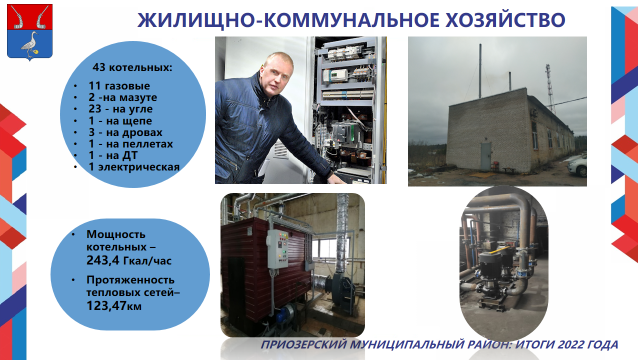 ЖИЛИЩНО-КОММУНАЛЬНОЕ ХОЗЯЙСТВО
43 котельных:
• 11 газовые
• 2 -на мазуте
• 23 - на угле
• 1 - на щепе
• 3 - на дровах
• 1 - на пеллетах
• 1 - на ДТ
• 1 электрическая
• Мощность
котельных –
243,4 Гкал/час
• Протяженность
тепловых сетей–
123,47км
ПРИОЗЕРСКИЙ МУНИЦИПАЛЬНЫЙ РАЙОН: ИТОГИ 2022 ГОДА